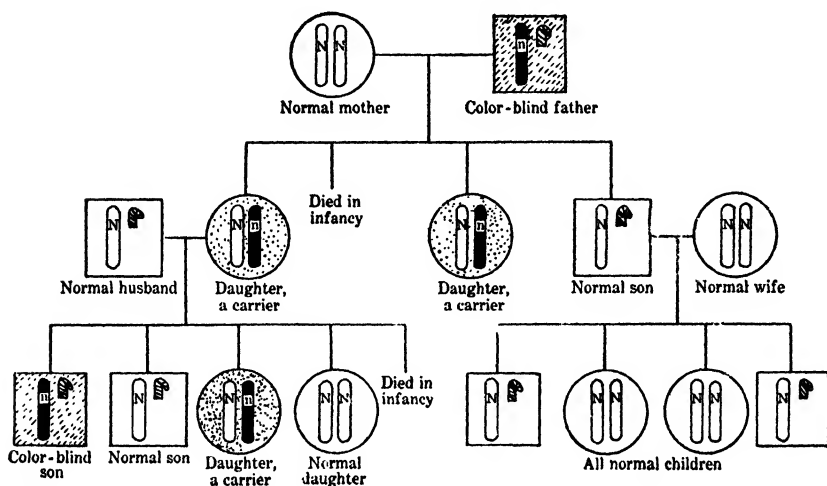 N N
n
Normal mother
Color-blind father
Died in
infancy
N
N n
N n
N
N N
Normal husband
Daughter,
a carrier
Daughter,
a carrier
Normal son
Normal wife
Died in
infancy
n
N
N n
N N
N
N N
N N
N
Color-blind
son
Normal son
Daughter,
a carrier
Normal
daughter
All normal children